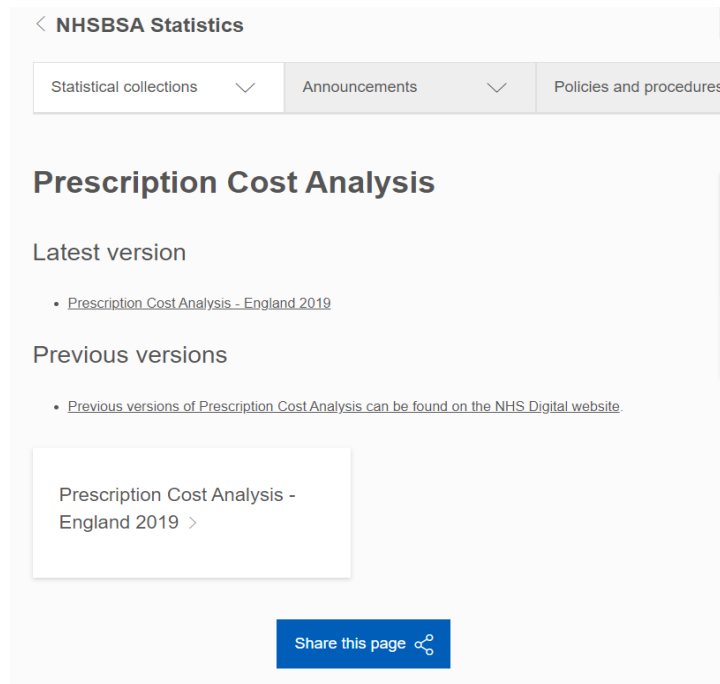 NHSBSA Statistics
Statistical collections
Announcements
Policies and procedures
Prescription Cost Analysis
Latest version
Prescription Cost Analysis - England 2019
Previous versions
Previous versions of Prescription Cost Analysis can be found on the NHS Digital website.
Prescription Cost Analysis -
England 2019
Share this page